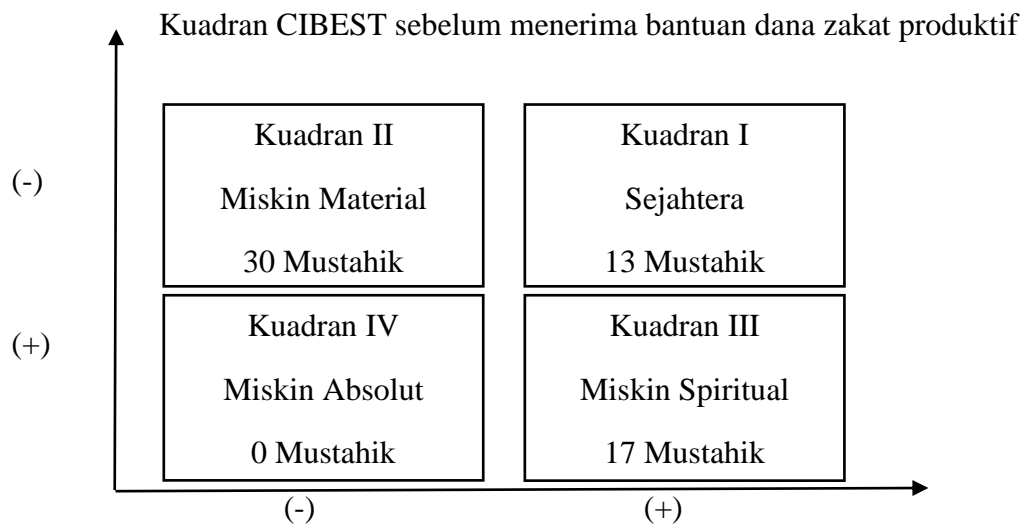 Kuadran CIBEST sebelum menerima bantuan dana zakat produktif
(-)
Kuadran II
Miskin Material
30 Mustahik
Kuadran I
Sejahtera
13 Mustahik
(+)
Kuadran IV
Miskin Absolut
0 Mustahik
Kuadran III
Miskin Spiritual
17 Mustahik
(-)
(+)